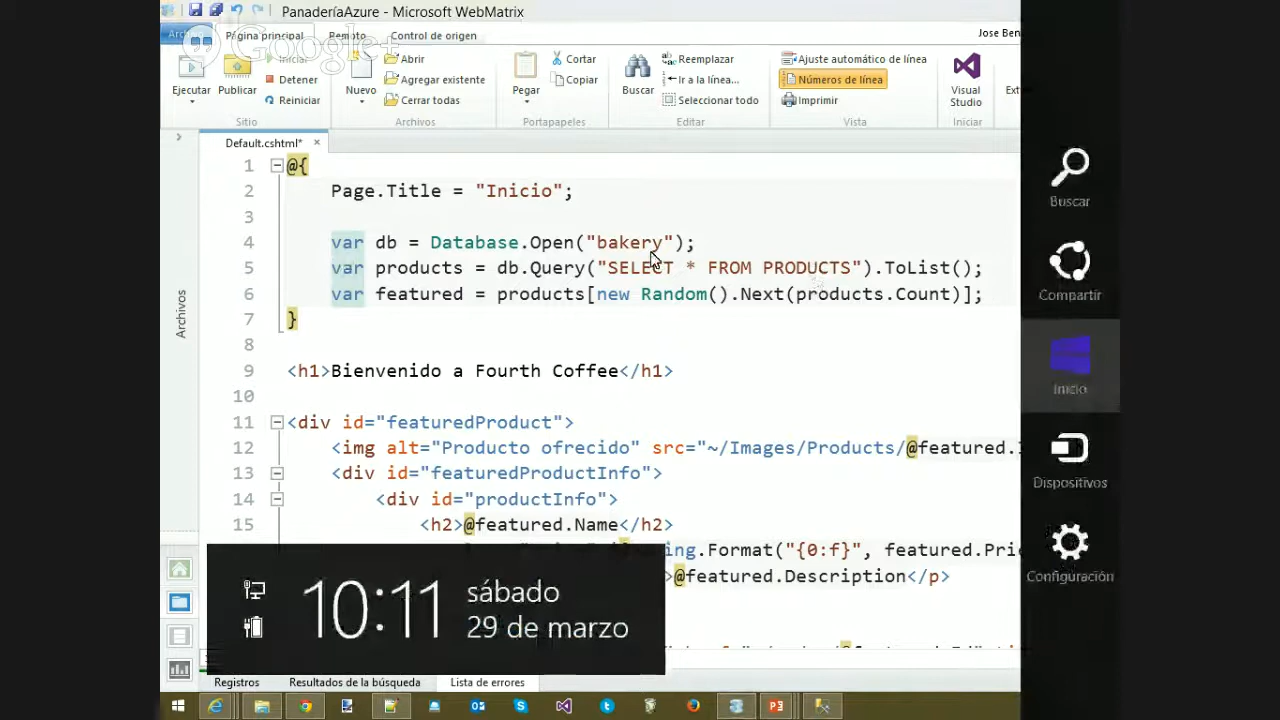 PanaderíaAzure - Microsoft WebMatrix
Archivo Página principal Remoto Control de origen
Jose Ben
Google+
Iniciar
Detener
Reiniciar
Ejecutar
Publicar
Sitio
Nuevo
Abrir
Agregar existente
Cerrar todas
Archivos
Pegar
Cortar
Copiar
Portapapeles
Buscar
Reemplazar
Ir a la línea...
Seleccionar todo
Editar
Ajuste automático de línea
Números de línea
Imprimir
Vista
Visual
Studio
Iniciar
Ext
Default.cshtml* ×
Archivos
1 @{
2 Page.Title = "Inicio";
3
4 var db = Database.Open("bakery");
5 var products = db.Query("SELECT * FROM PRODUCTS").ToList();
6 var featured = products[new Random().Next(products.Count)];
7 }
8
9 <h1>Bienvenido a Fourth Coffee</h1>
10
11 <div id="featuredProduct">
12 <img alt="Producto ofrecido" src="~/Images/Products/@featured.
13 <div id="featuredProductInfo">
14 <div id="productInfo">
15 <h2>@featured.Name</h2>
ing.Format("{0:f}", featured.Pric
>@featured.Description</p>
10:11
sábado
29 de marzo
Registros Resultados de la búsqueda Lista de errores
Buscar
Compartir
Inicio
Dispositivos
Configuración